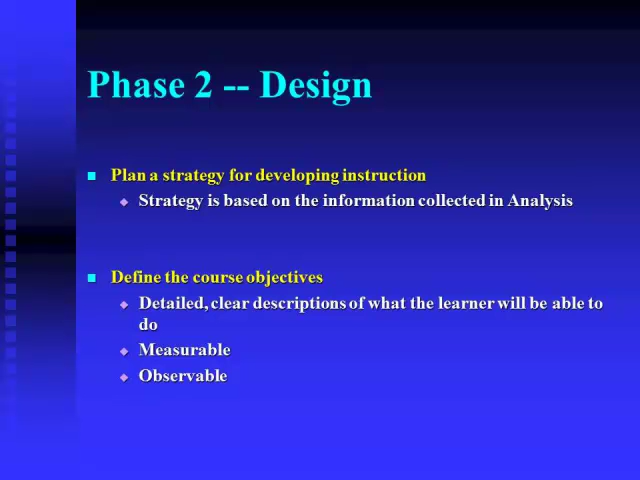 Phase 2 -- Design
Plan a strategy for developing instruction
Strategy is based on the information collected in Analysis
Define the course objectives
Detailed, clear descriptions of what the learner will be able to
do
Measurable
Observable